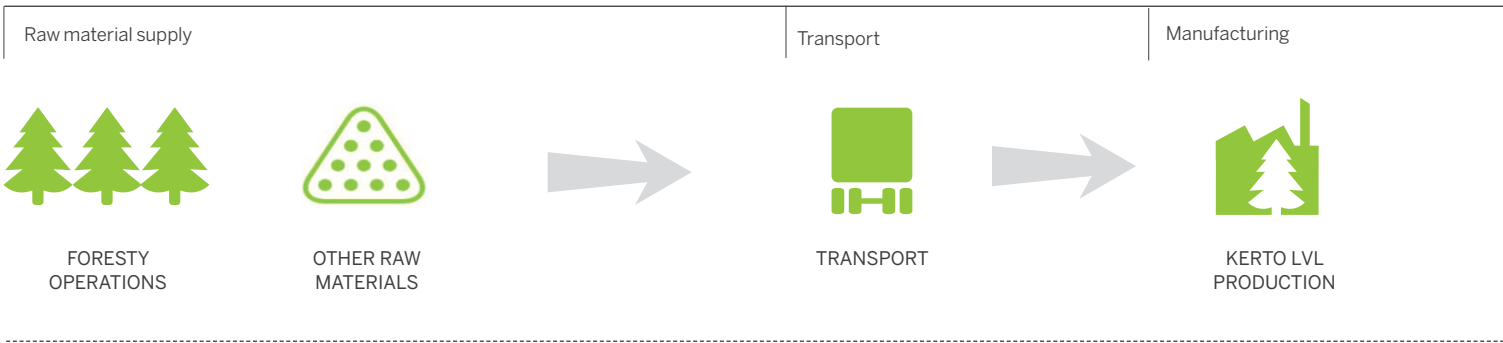 Raw material supply
Transport
Manufacturing
FORESTY
OPERATIONS
OTHER RAW
MATERIALS
TRANSPORT
KERTO LVL
PRODUCTION